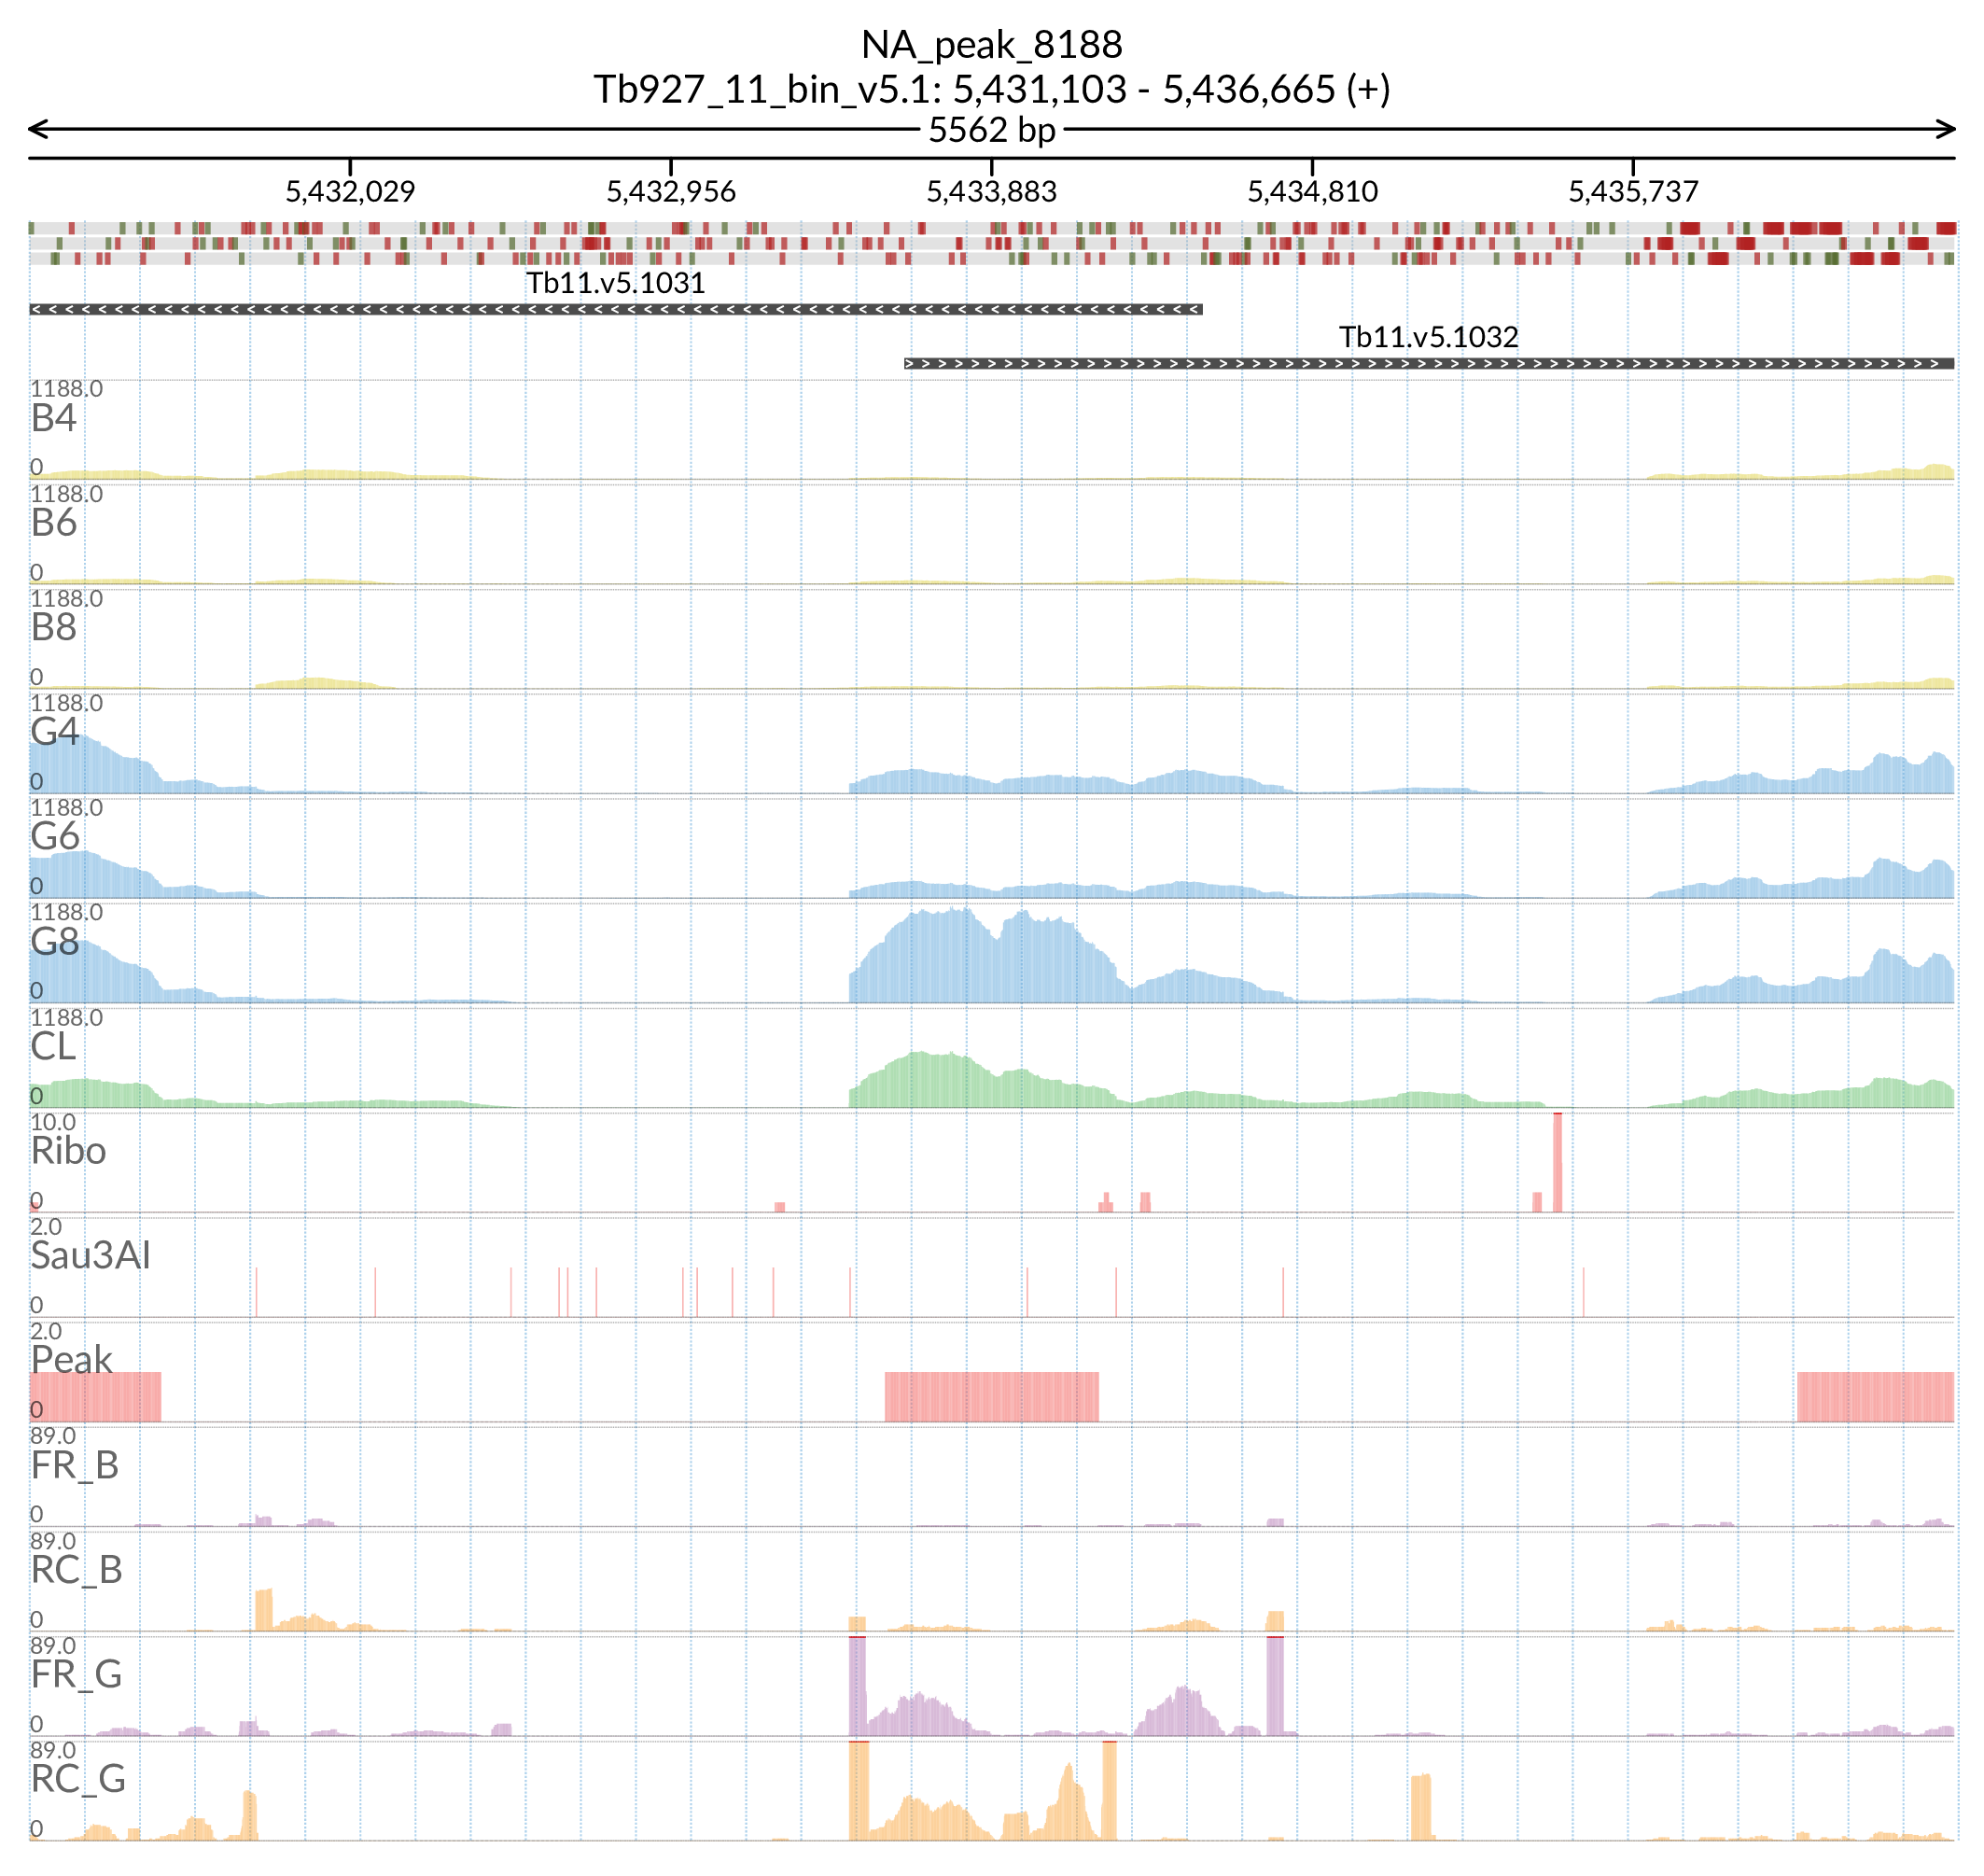 NA_peak_8188
Tb927_11_bin_v5.1: 5,431,103 - 5,436,665 (+)
5562 bp
5,432,029 5,432,956 5,433,883 5,434,810 5,435,737
Tb11.v5.1031
Tb11.v5.1032
1188.0
B4
0
1188.0
B6
0
1188.0
B8
0
1188.0
G4
0
1188.0
G6
0
1188.0
G8
0
1188.0
CL
0
10.0
Ribo
0
2.0
Sau3AI
0
2.0
Peak
0
89.0
FR_B
0
89.0
RC_B
0
89.0
FR_G
0
89.0
RC_G
0